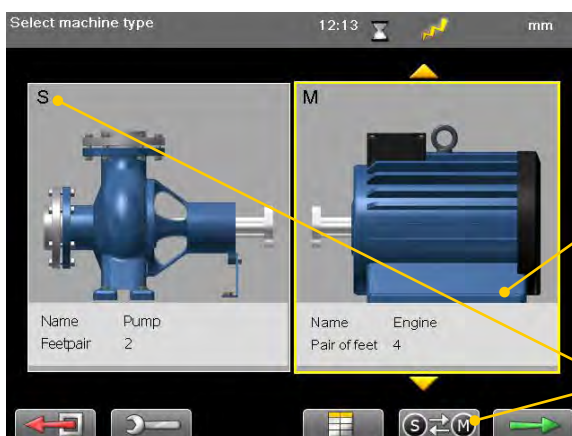 Select machine type 12:13 mm
S
M
Name Pump
Feetpair 2
Name Engine
Pair of feet 4
S M